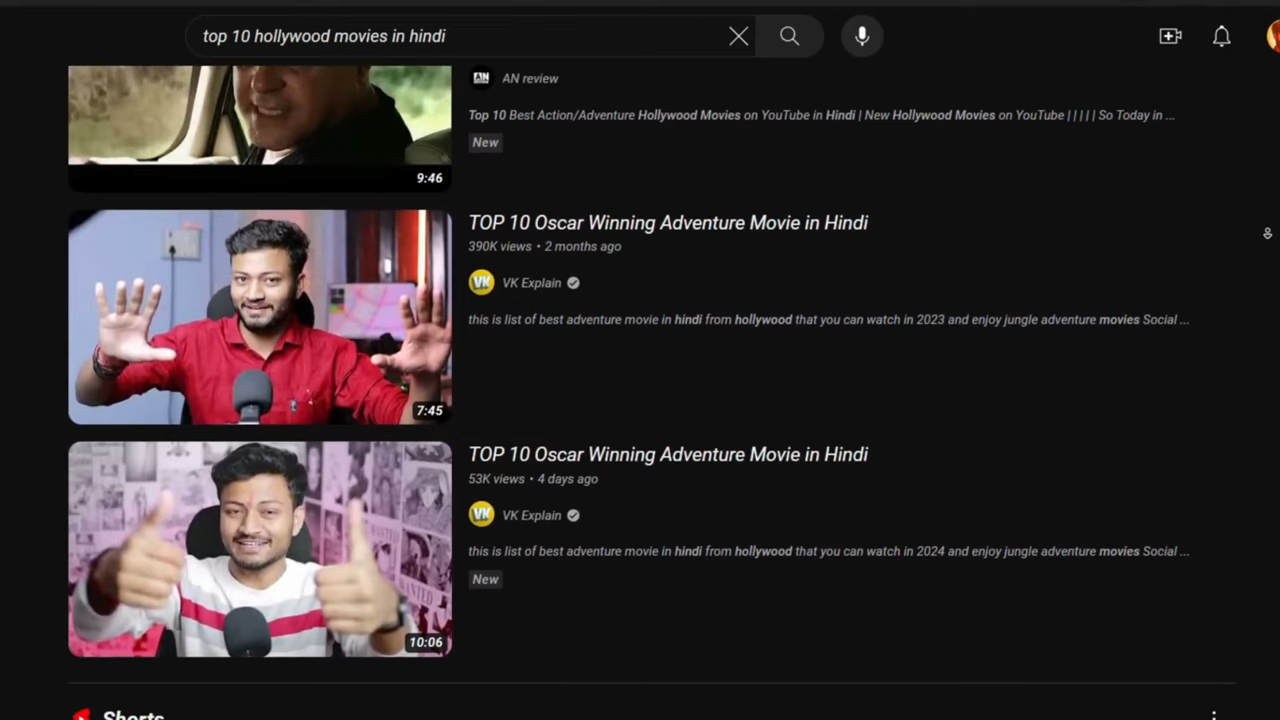 top 10 hollywood movies in hindi
AN review
Top 10 Best Action/Adventure Hollywood Movies on YouTube in Hindi | New Hollywood Movies on YouTube | | | | | So Today in ...
New
9:46
TOP 10 Oscar Winning Adventure Movie in Hindi
390K views • 2 months ago
VK Explain
this is list of best adventure movie in hindi from hollywood that you can watch in 2023 and enjoy jungle adventure movies Social ...
7:45
TOP 10 Oscar Winning Adventure Movie in Hindi
53K views • 4 days ago
VK Explain
this is list of best adventure movie in hindi from hollywood that you can watch in 2024 and enjoy jungle adventure movies Social ...
New
10:06
Shorts